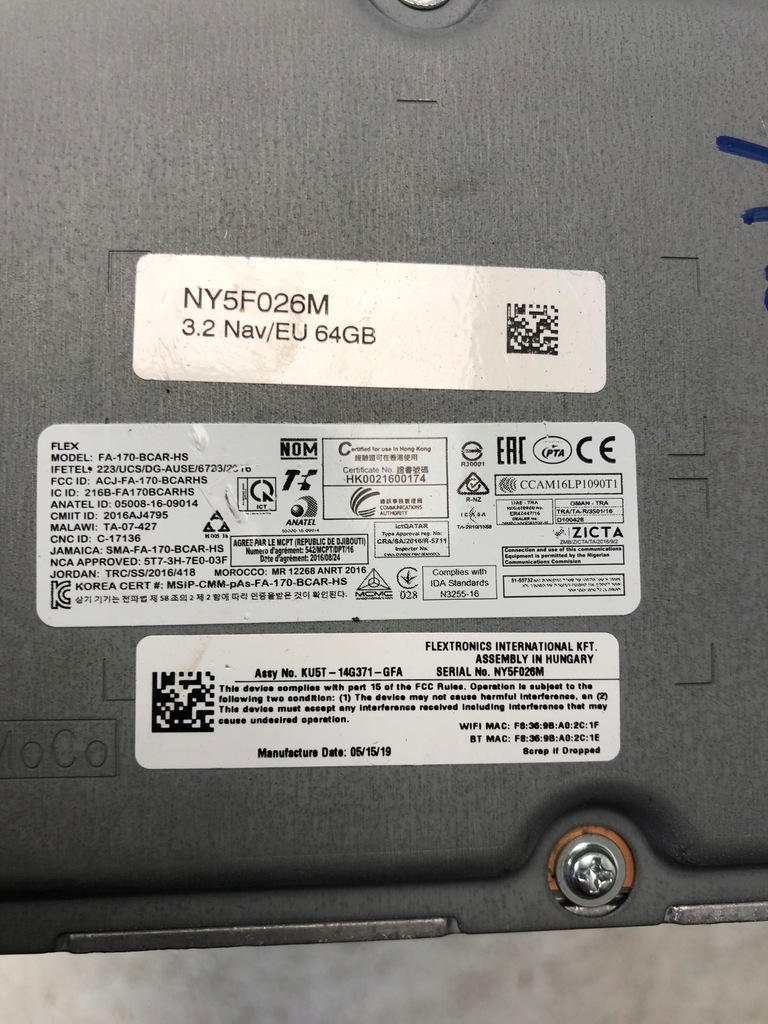 NY5F026M
3.2 Nav/EU 64GB
FLEX
MODEL: FA-170-BCAR-HS
IFETEL: 223/UCS/DG-AUSE/6723/2016
FCC ID: ACJ-FA-170-BCARHS
IC ID: 216B-FA170BCARHS
ANATEL ID: 05008-16-09014
CMIIT ID: 2016AJ4795
MALAWI: TA-07-427
CNC ID: C-17136
JAMAICA: SMA-FA-170-BCAR-HS
NCA APPROVED: 5T7-3H-7E0-03F
JORDAN: TRC/SS/2016/418
MOROCCO: MR 12268 ANRT 2016
KOREA CERT #: MSIP-CMM-pAs-FA-170-BCAR-HS
상기 기기는 전파법 제 58 조의 2 제 2 항에 따라 인증을받은 것이 확인된다.
ICT
NOM
ANATEL
AGREE PAR LE MCPT (REPUBLIC DE DJIBOUTI)
Numero d'agrément: 542/MCPT/DPT/16
Date d'agrément: 2016/08/24
Certified for use in Hong Kong
Certificate No. 證書號碼
HK0021600174
COMMUNICATIONS
AUTHORITY
ictQATAR
Type Approval reg. No:
CRA/SA/2016/R-5711
Importer No:
MCMC
028
Complies with
IDA Standards
N3255-16
R30001
R-NZ
ICASA
EAC
PTA
CE
CCAM16LP1090T1
UAE - TRA
OMAN - TRA
TRA/TA-R/3501/16
D100428
ZICTA
Connection and use of this communications
Equipment is permitted by the Nigerian
Communications Commission
51-55732
FLEXTRONICS INTERNATIONAL KFT.
ASSEMBLY IN HUNGARY
Assy No. KU5T-14G371-GFA
SERIAL No. NY5F026M
This device complies with part 15 of the FCC Rules. Operation is subject to the
following two condition: (1) The device may not cause harmful Interference, an (2)
This device must accept any interference received including interference that may
cause undesired operation.
WIFI MAC: F8:36:9B:A0:2C:1F
BT MAC: F8:36:9B:A0:2C:1E
Manufacture Date: 05/15/19
Scrap if Dropped
MoCo